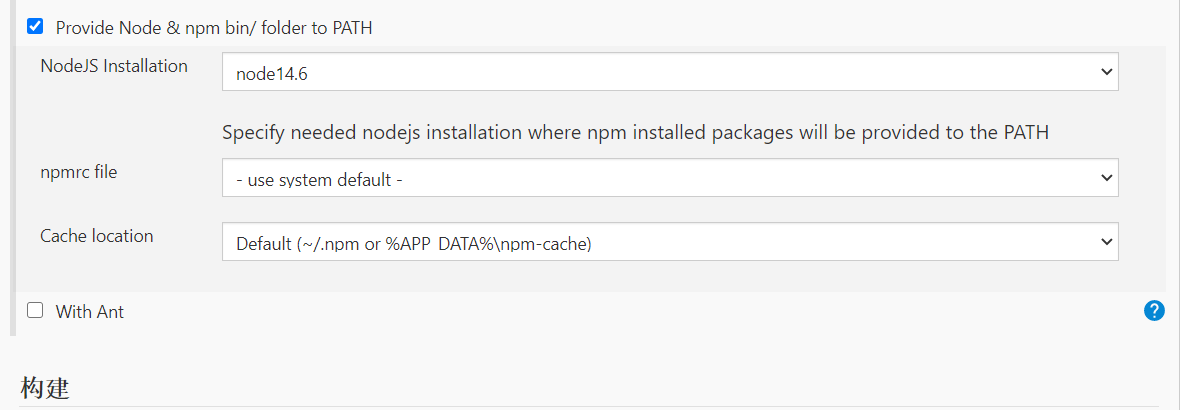 Provide Node & npm bin/ folder to PATH
NodeJS Installation
node14.6
Specify needed nodejs installation where npm installed packages will be provided to the PATH
npmrc file
- use system default -
Cache location
Default (~/.npm or %APP_DATA%\npm-cache)
With Ant
?
构建